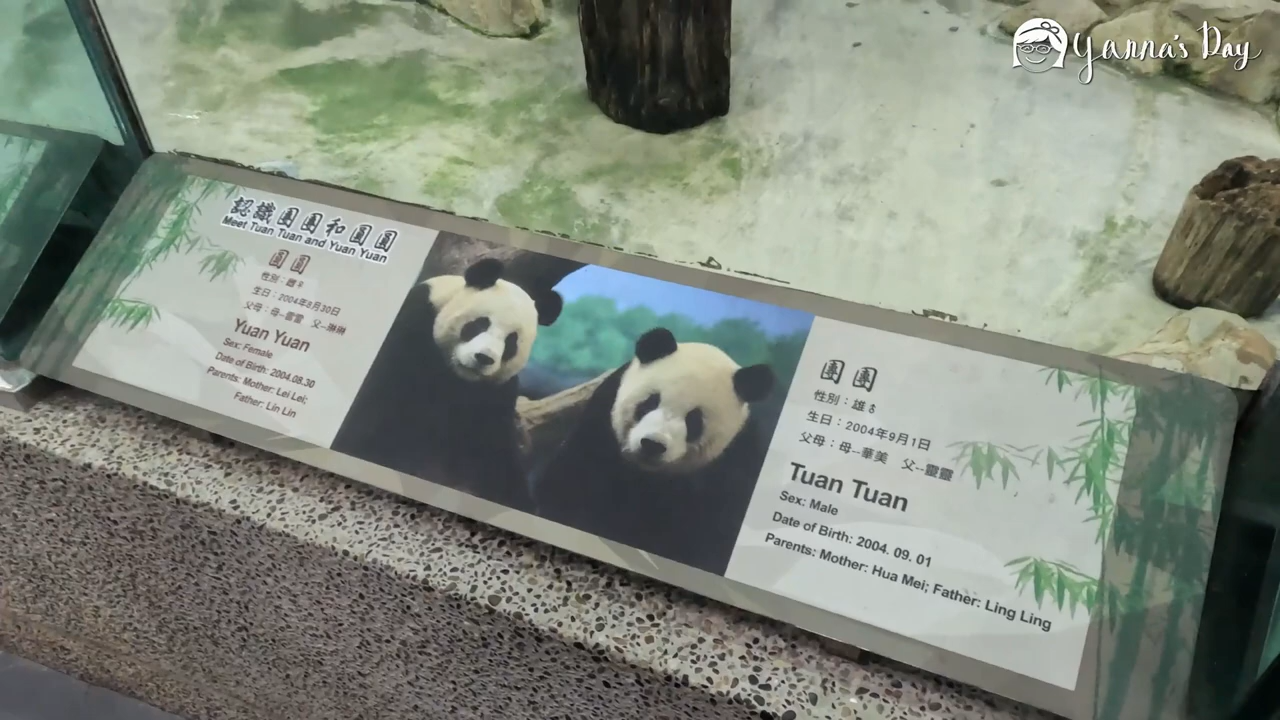 Yanna's Day
認識團團和圓圓
Meet Tuan Tuan and Yuan Yuan
圓圓
性別：雌♀
生日：2004年8月30日
父母：母--雷雷 父--琳琳
Yuan Yuan
Sex: Female
Date of Birth: 2004.08.30
Parents: Mother: Lei Lei;
Father: Lin Lin
團團
性別：雄♂
生日：2004年9月1日
父母：母--華美 父--靈靈
Tuan Tuan
Sex: Male
Date of Birth: 2004. 09. 01
Parents: Mother: Hua Mei; Father: Ling Ling